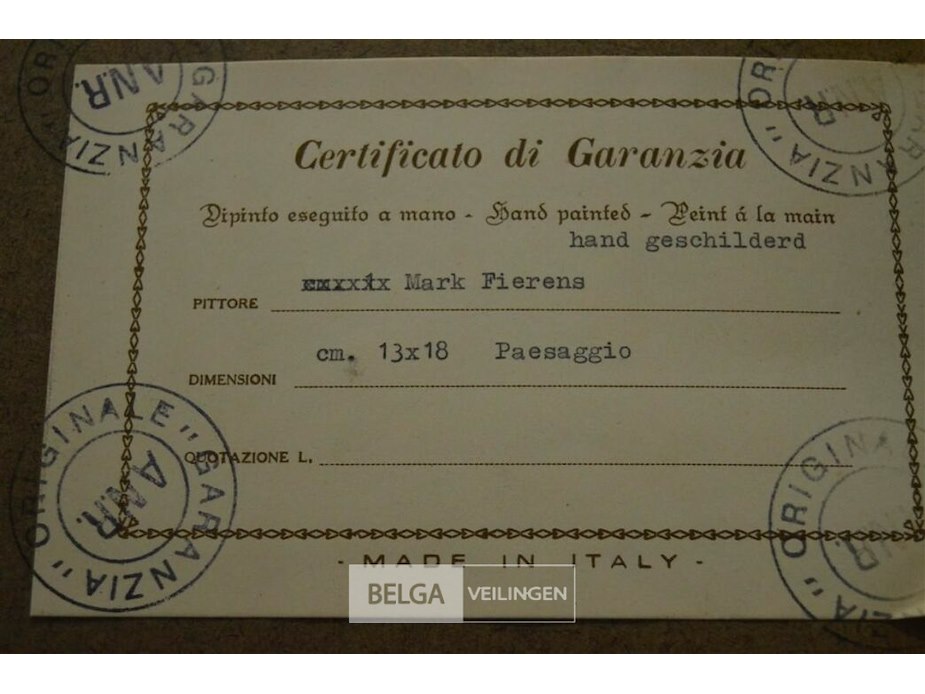 Certificato di Garanzia
Dipinto eseguito a mano - Hand painted - Peint á la main
hand geschilderd
Mark Fierens
PITTORE
cm. 13x18 Paesaggio
DIMENSIONI
QUOTAZIONE L.
- MADE IN ITALY -
BELGA VEILINGEN
ORIGINALE "GARANZIA"
A.N.R.